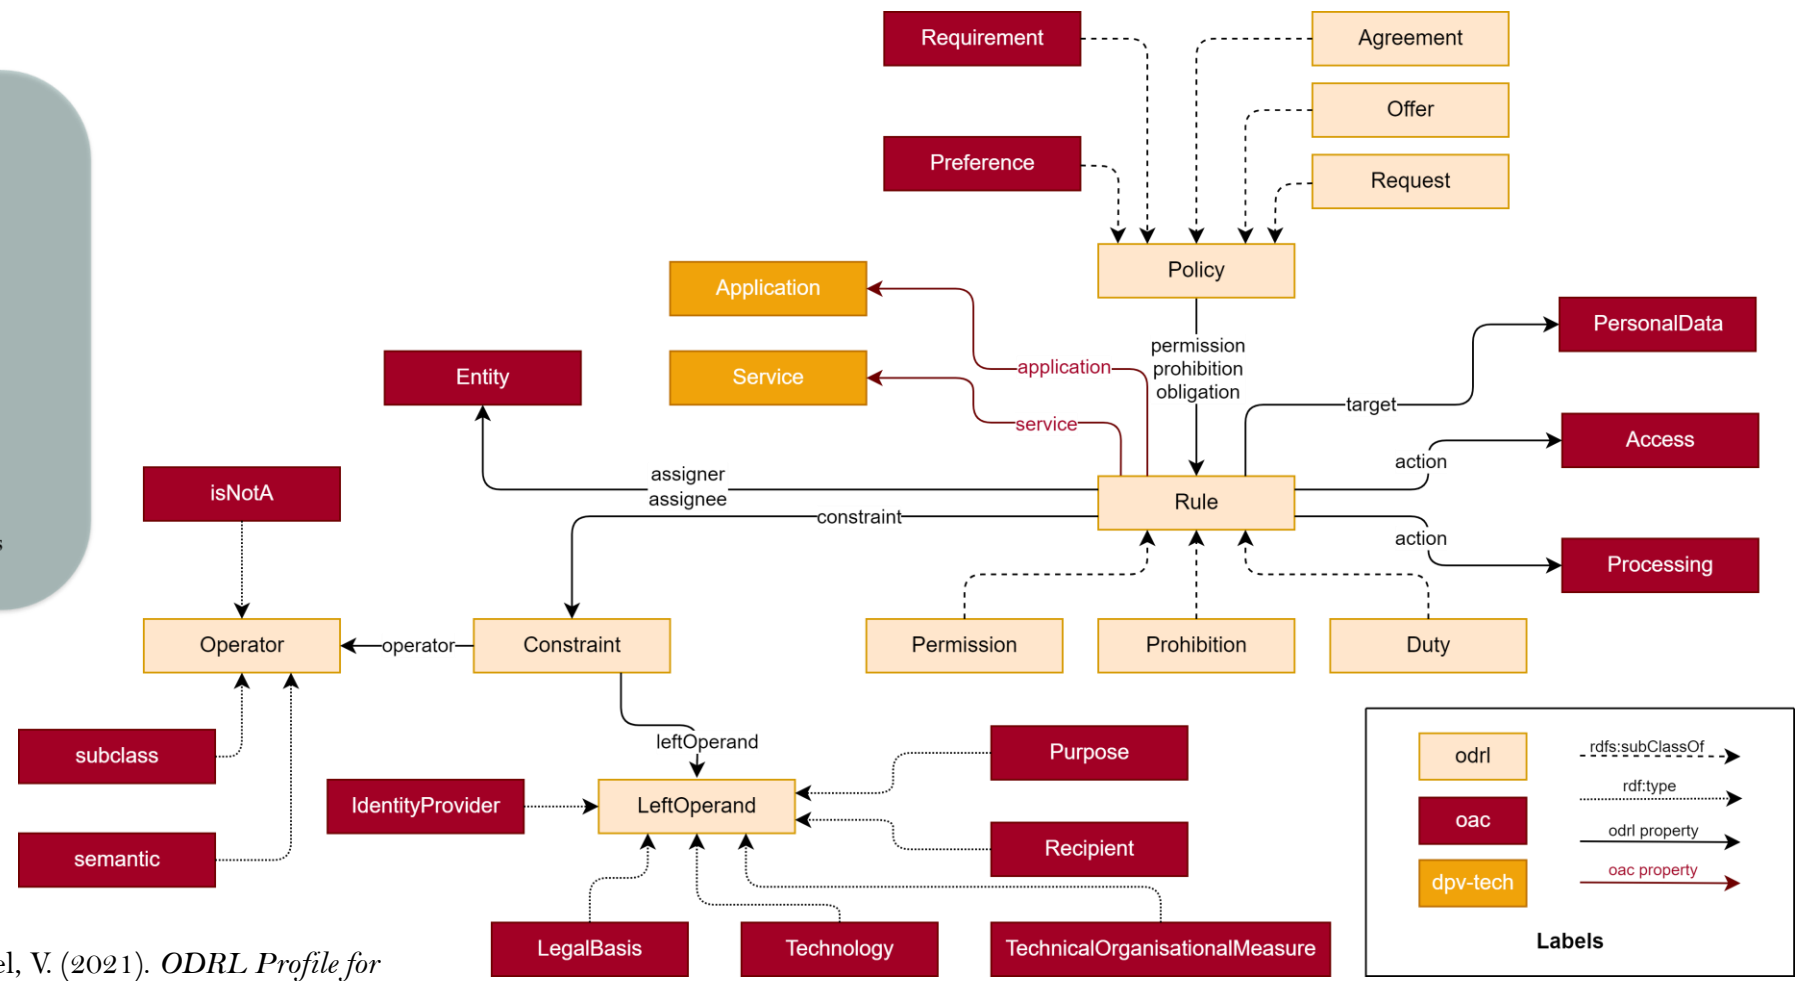 Requirement
Agreement
Offer
Preference
Request
Policy
Application
PersonalData
permission
prohibition
obligation
application
Service
Entity
target
service
Access
action
assigner
assignee
isNotA
Rule
constraint
action
Processing
Operator
operator
Constraint
Permission
Prohibition
Duty
leftOperand
subclass
Purpose
IdentityProvider
LeftOperand
Recipient
semantic
LegalBasis
Technology
TechnicalOrganisationalMeasure
odrl
rdfs:subClassOf
rdf:type
oac
odrl property
dpv-tech
oac property
Labels
s
el, V. (2021). ODRL Profile for